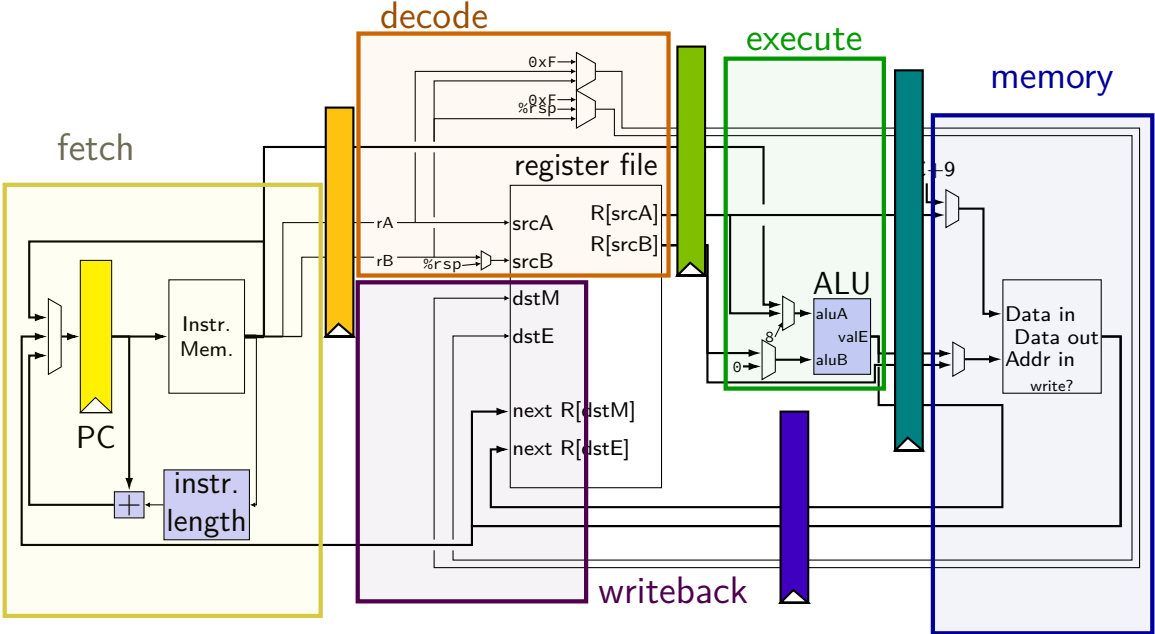 decode
execute
memory
fetch
writeback
0xF
0xF
%rsp
register file
rA
rB
%rsp
srcA
srcB
R[srcA]
R[srcB]
dstM
dstE
next R[dstM]
next R[dstE]
PC
Instr.
Mem.
instr.
length
+
ALU
aluA
valE
aluB
8
0
+9
Data in
Data out
Addr in
write?